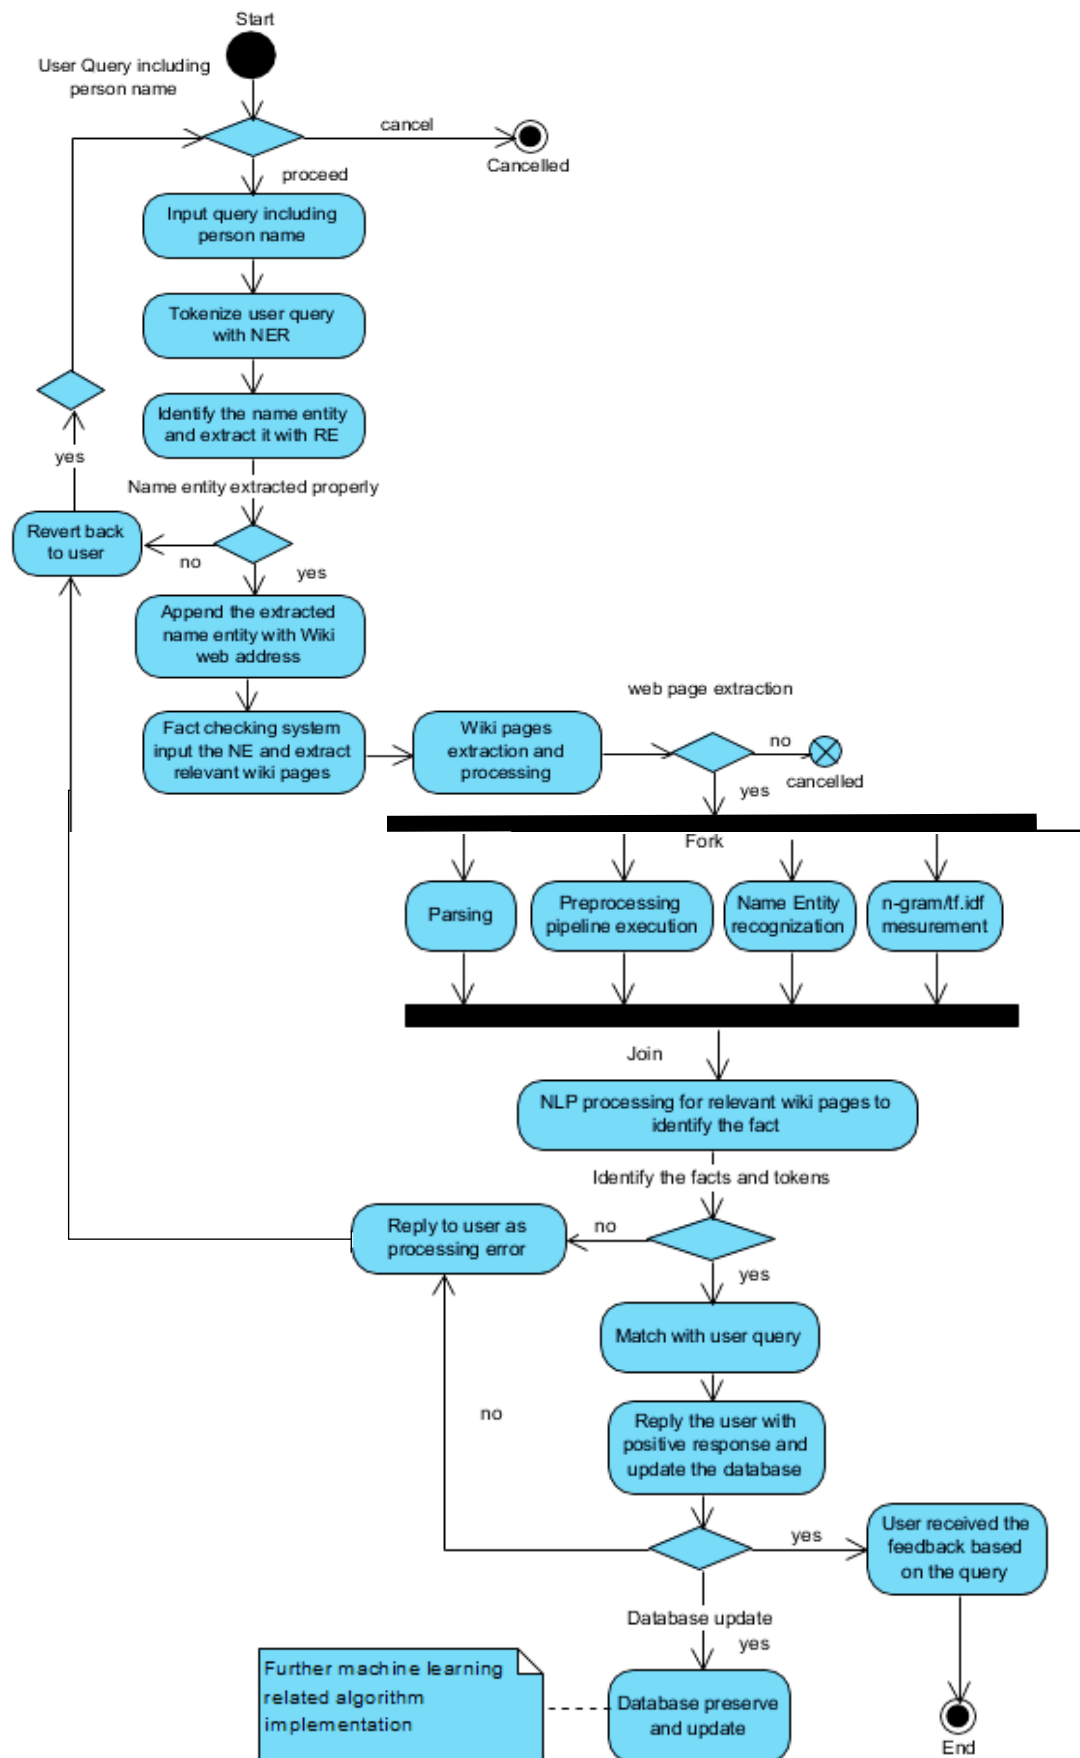 Start
User Query including
person name
cancel
Cancelled
proceed
Input query including
person name
Tokenize user query
with NER
Identify the name entity
and extract it with RE
yes
Name entity extracted properly
Revert back
to user
no
yes
Append the extracted
name entity with Wiki
web address
web page extraction
Fact checking system
input the NE and extract
relevant wiki pages
Wiki pages
extraction and
processing
no
cancelled
yes
Fork
Parsing
Preprocessing
pipeline execution
Name Entity
recognization
n-gram/tf.idf
mesurement
Join
NLP processing for relevant wiki pages to
identify the fact
Identify the facts and tokens
Reply to user as
processing error
no
yes
Match with user query
no
Reply the user with
positive response and
update the database
yes
User received the
feedback based
on the query
Database update
yes
Further machine learning
related algorithm
implementation
Database preserve
and update
End